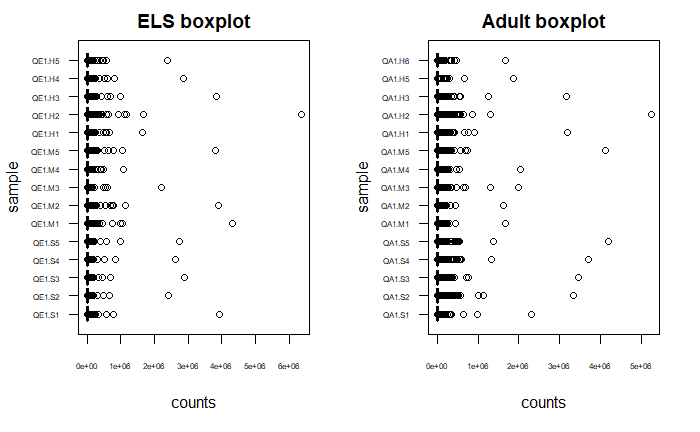 ELS boxplot
sample
QE1.H5
QE1.H4
QE1.H3
QE1.H2
QE1.H1
QE1.M5
QE1.M4
QE1.M3
QE1.M2
QE1.M1
QE1.S5
QE1.S4
QE1.S3
QE1.S2
QE1.S1
0e+00 1e+06 2e+06 3e+06 4e+06 5e+06 6e+06
counts
Adult boxplot
sample
QA1.H6
QA1.H5
QA1.H3
QA1.H2
QA1.H1
QA1.M5
QA1.M4
QA1.M3
QA1.M2
QA1.M1
QA1.S5
QA1.S4
QA1.S3
QA1.S2
QA1.S1
0e+00 1e+06 2e+06 3e+06 4e+06 5e+06
counts